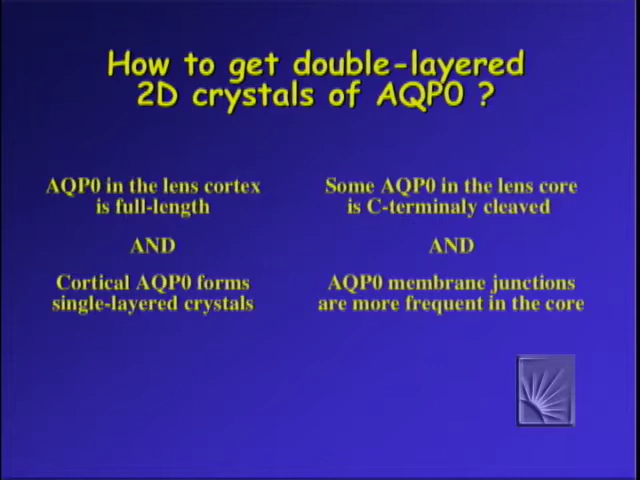 How to get double-layered
2D crystals of AQP0 ?
AQP0 in the lens cortex
is full-length
AND
Cortical AQP0 forms
single-layered crystals
Some AQP0 in the lens core
is C-terminaly cleaved
AND
AQP0 membrane junctions
are more frequent in the core